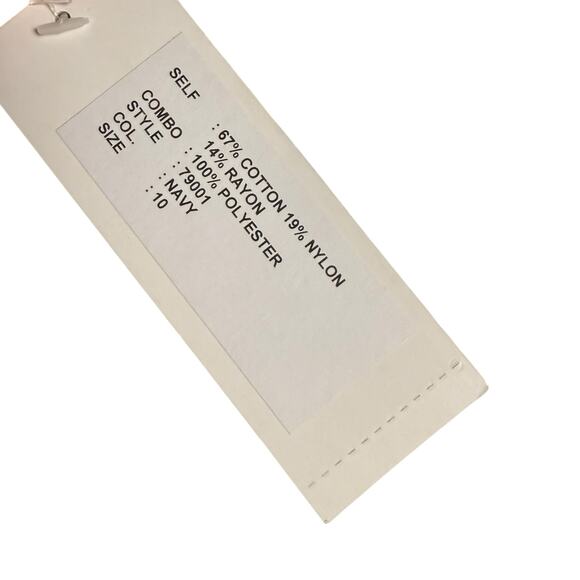 SELF : 67% COTTON 19% NYLON
14% RAYON
COMBO : 100% POLYESTER
STYLE : 79001
COL. : NAVY
SIZE : 10